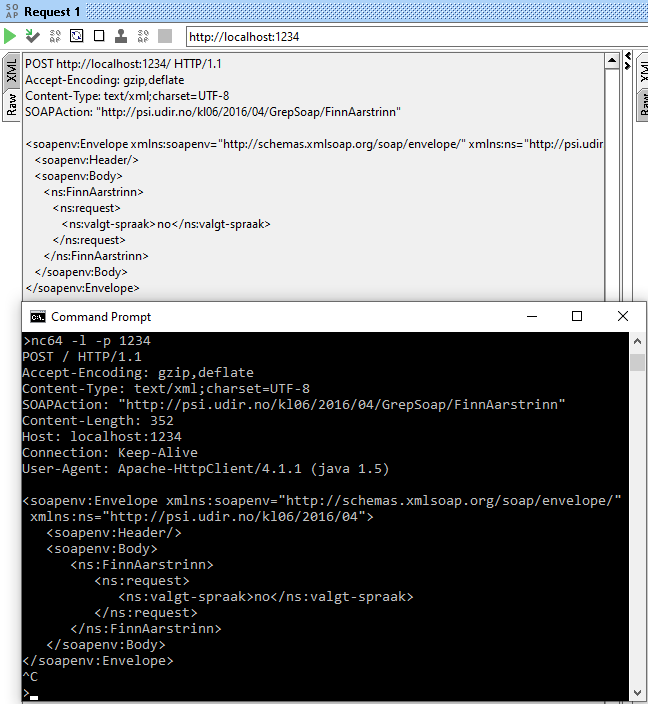 SO
AP
Request 1
SO
AP
SO
AP
http://localhost:1234
XML
Raw
POST http://localhost:1234/ HTTP/1.1
Accept-Encoding: gzip,deflate
Content-Type: text/xml;charset=UTF-8
SOAPAction: "http://psi.udir.no/kl06/2016/04/GrepSoap/FinnAarstrinn"
<soapenv:Envelope xmlns:soapenv="http://schemas.xmlsoap.org/soap/envelope/" xmlns:ns="http://psi.udir
<soapenv:Header/>
<soapenv:Body>
<ns:FinnAarstrinn>
<ns:request>
<ns:valgt-spraak>no</ns:valgt-spraak>
</ns:request>
</ns:FinnAarstrinn>
</soapenv:Body>
</soapenv:Envelope>
XML
Raw
C:\.
Command Prompt
>nc64 -l -p 1234
POST / HTTP/1.1
Accept-Encoding: gzip,deflate
Content-Type: text/xml;charset=UTF-8
SOAPAction: "http://psi.udir.no/kl06/2016/04/GrepSoap/FinnAarstrinn"
Content-Length: 352
Host: localhost:1234
Connection: Keep-Alive
User-Agent: Apache-HttpClient/4.1.1 (java 1.5)
<soapenv:Envelope xmlns:soapenv="http://schemas.xmlsoap.org/soap/envelope/"
xmlns:ns="http://psi.udir.no/kl06/2016/04">
<soapenv:Header/>
<soapenv:Body>
<ns:FinnAarstrinn>
<ns:request>
<ns:valgt-spraak>no</ns:valgt-spraak>
</ns:request>
</ns:FinnAarstrinn>
</soapenv:Body>
</soapenv:Envelope>
^C
>